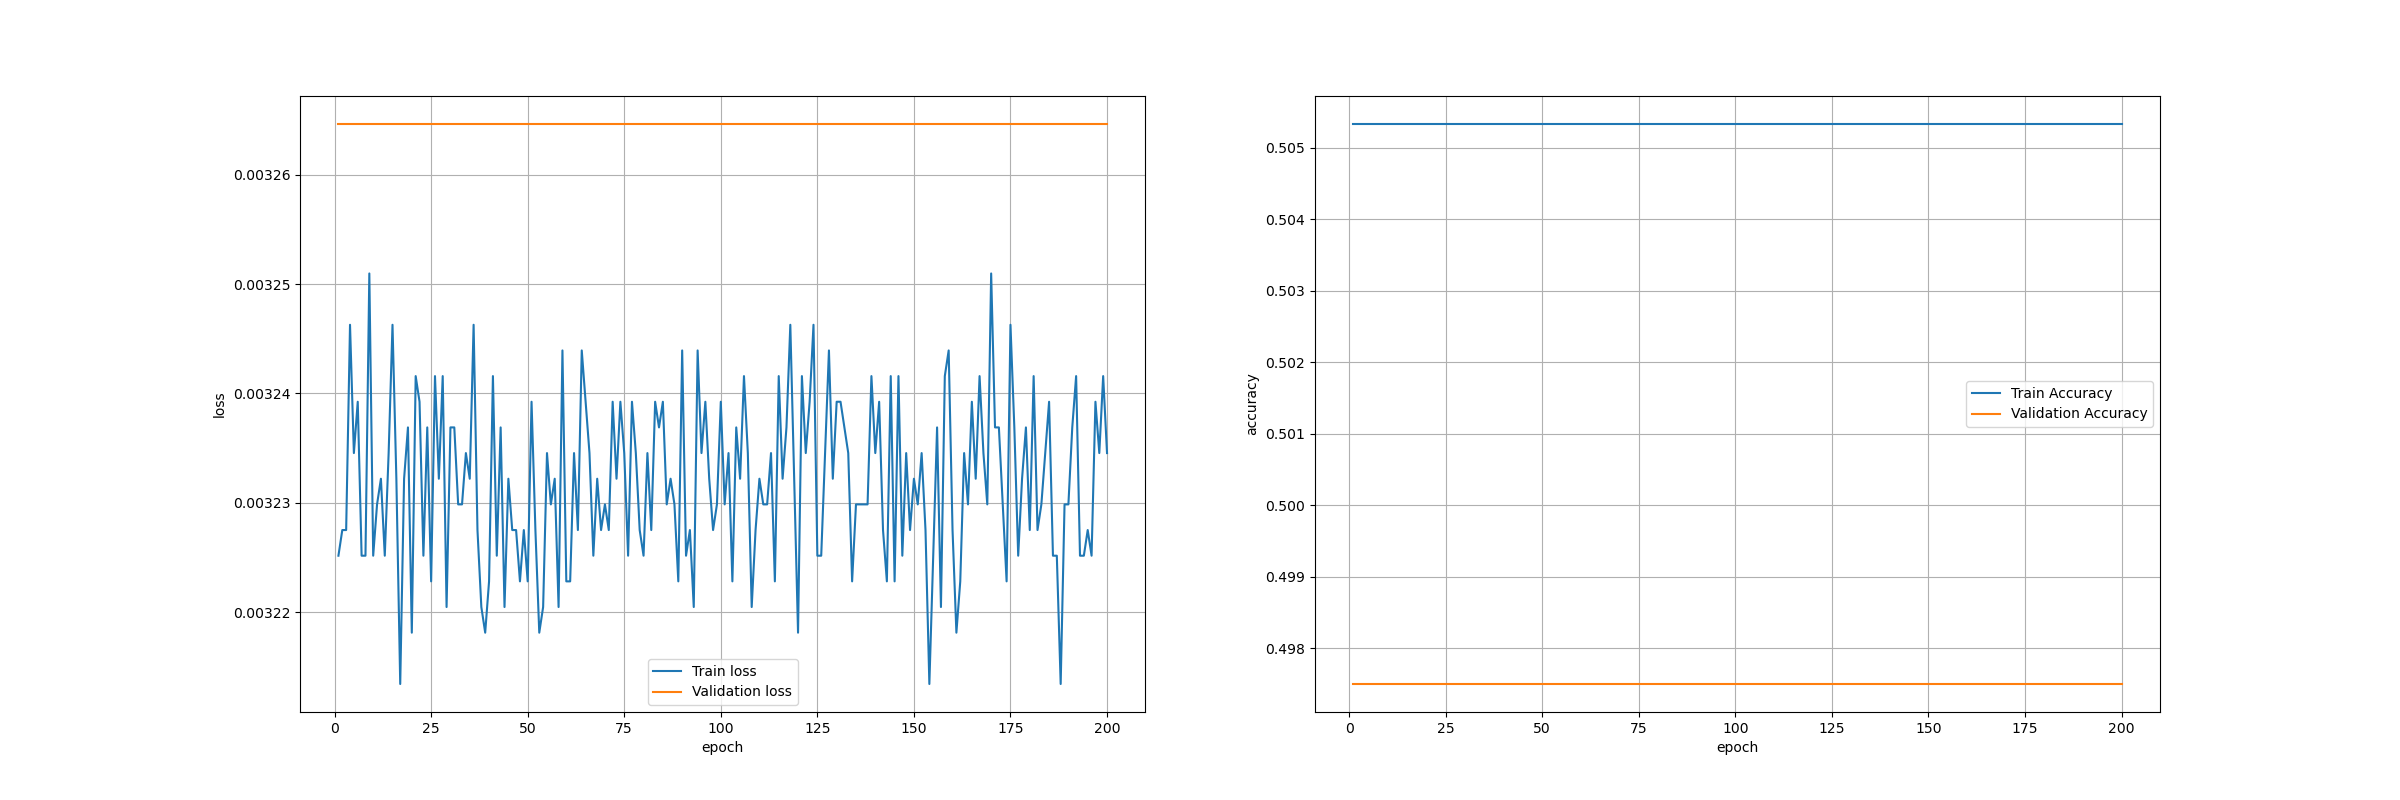 0.00326
0.00325
0.00324
0.00323
0.00322
loss
0 25 50 75 100 125 150 175 200
epoch
Train loss
Validation loss
0.505
0.504
0.503
0.502
0.501
0.500
0.499
0.498
accuracy
0 25 50 75 100 125 150 175 200
epoch
Train Accuracy
Validation Accuracy